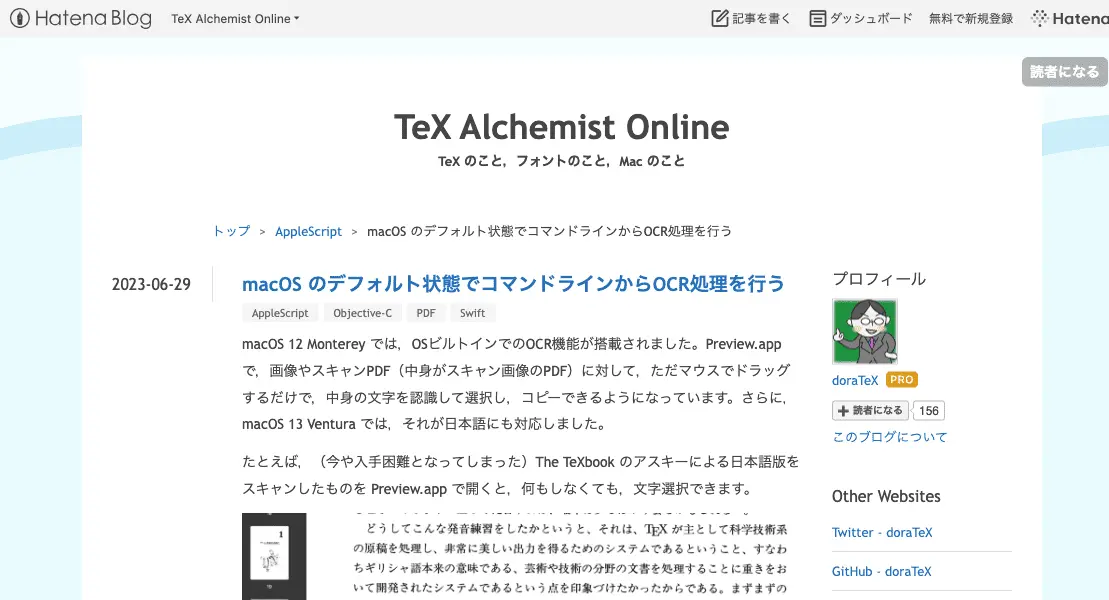 Hatena Blog
TeX Alchemist Online
記事を書く
ダッシュボード
無料で新規登録
Hatena
読者になる
TeX Alchemist Online
TeX のこと，フォントのこと，Mac のこと
トップ > AppleScript > macOS のデフォルト状態でコマンドラインからOCR処理を行う
2023-06-29
macOS のデフォルト状態でコマンドラインからOCR処理を行う
AppleScript
Objective-C
PDF
Swift
macOS 12 Monterey では，OSビルトインでのOCR機能が搭載されました。Preview.app
で，画像やスキャンPDF（中身がスキャン画像のPDF）に対して，ただマウスでドラッグ
するだけで，中身の文字を認識して選択し，コピーできるようになっています。さらに，
macOS 13 Ventura では，それが日本語にも対応しました。
たとえば，（今や入手困難となってしまった）The TeXbook のアスキーによる日本語版を
スキャンしたものを Preview.app で開くと，何もしなくても，文字選択できます。
どうしてこんな発音練習をしたかというと、それは、TEX が主として科学技術系
の原稿を処理し、非常に美しい出力を得るためのシステムであるということ、すなわ
ちギリシャ語本来の意味である、芸術や技術の分野の文書を処理することに重きをお
いて開発されたシステムであるという点を印象づけたかったからである。まずまずの
プロフィール
doraTeX PRO
読者になる 156
このブログについて
Other Websites
Twitter - doraTeX
GitHub - doraTeX